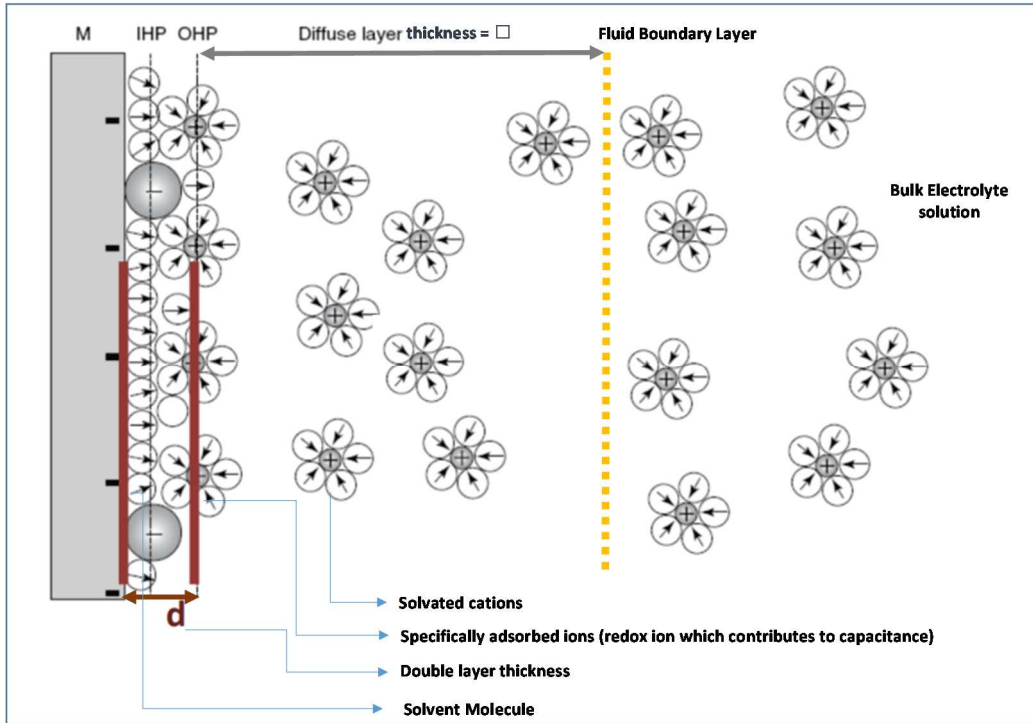 M IHP OHP Diffuse layer thickness = □ Fluid Boundary Layer
Bulk Electrolyte
solution
d
Solvated cations
Specifically adsorbed ions (redox ion which contributes to capacitance)
Double layer thickness
Solvent Molecule